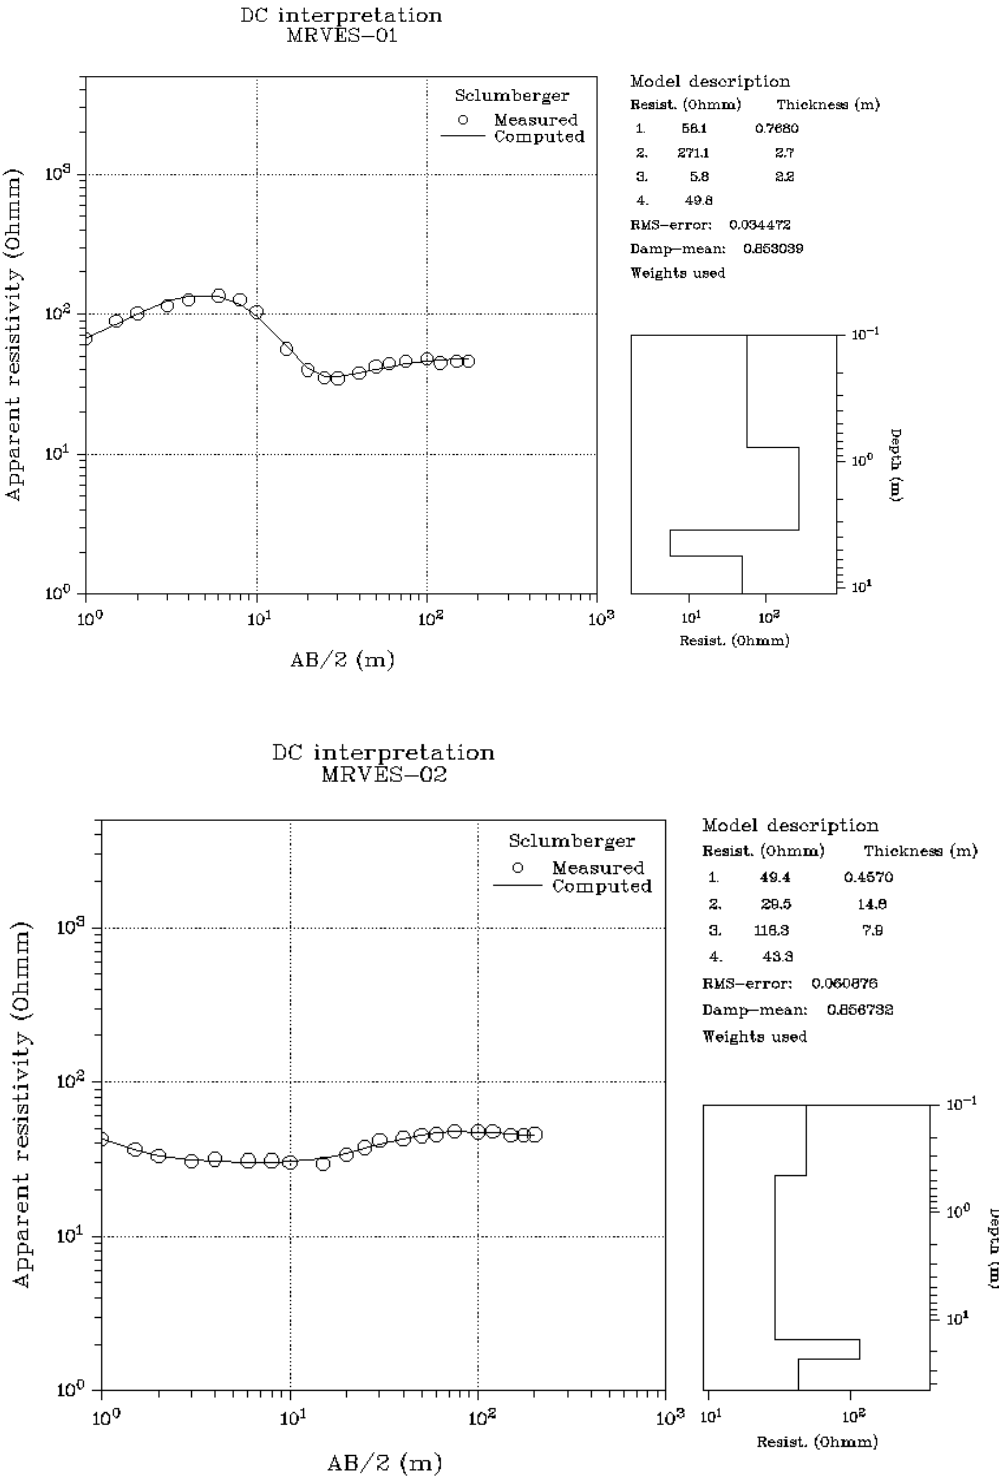 DC interpretation
MRVES-01
Sclumberger
Measured
Computed
Apparent resistivity (Ohmm)
10³
10²
10¹
10⁰
10⁰ 10¹ 10² 10³
AB/2 (m)
Model description
Resist. (Ohmm) Thickness (m)
1. 56.1 0.7680
2. 271.1 2.7
3. 5.8 2.2
4. 49.8
RMS-error: 0.034472
Damp-mean: 0.853039
Weights used
10⁻¹
10⁰
10¹
Depth (m)
10¹ 10²
Resist. (Ohmm)
DC interpretation
MRVES-02
Sclumberger
Measured
Computed
Apparent resistivity (Ohmm)
10³
10²
10¹
10⁰
10⁰ 10¹ 10² 10³
AB/2 (m)
Model description
Resist. (Ohmm) Thickness (m)
1. 49.4 0.4570
2. 29.5 14.8
3. 116.3 7.9
4. 43.3
RMS-error: 0.060876
Damp-mean: 0.856732
Weights used
10⁻¹
10⁰
10¹
Depth (m)
10¹ 10²
Resist. (Ohmm)